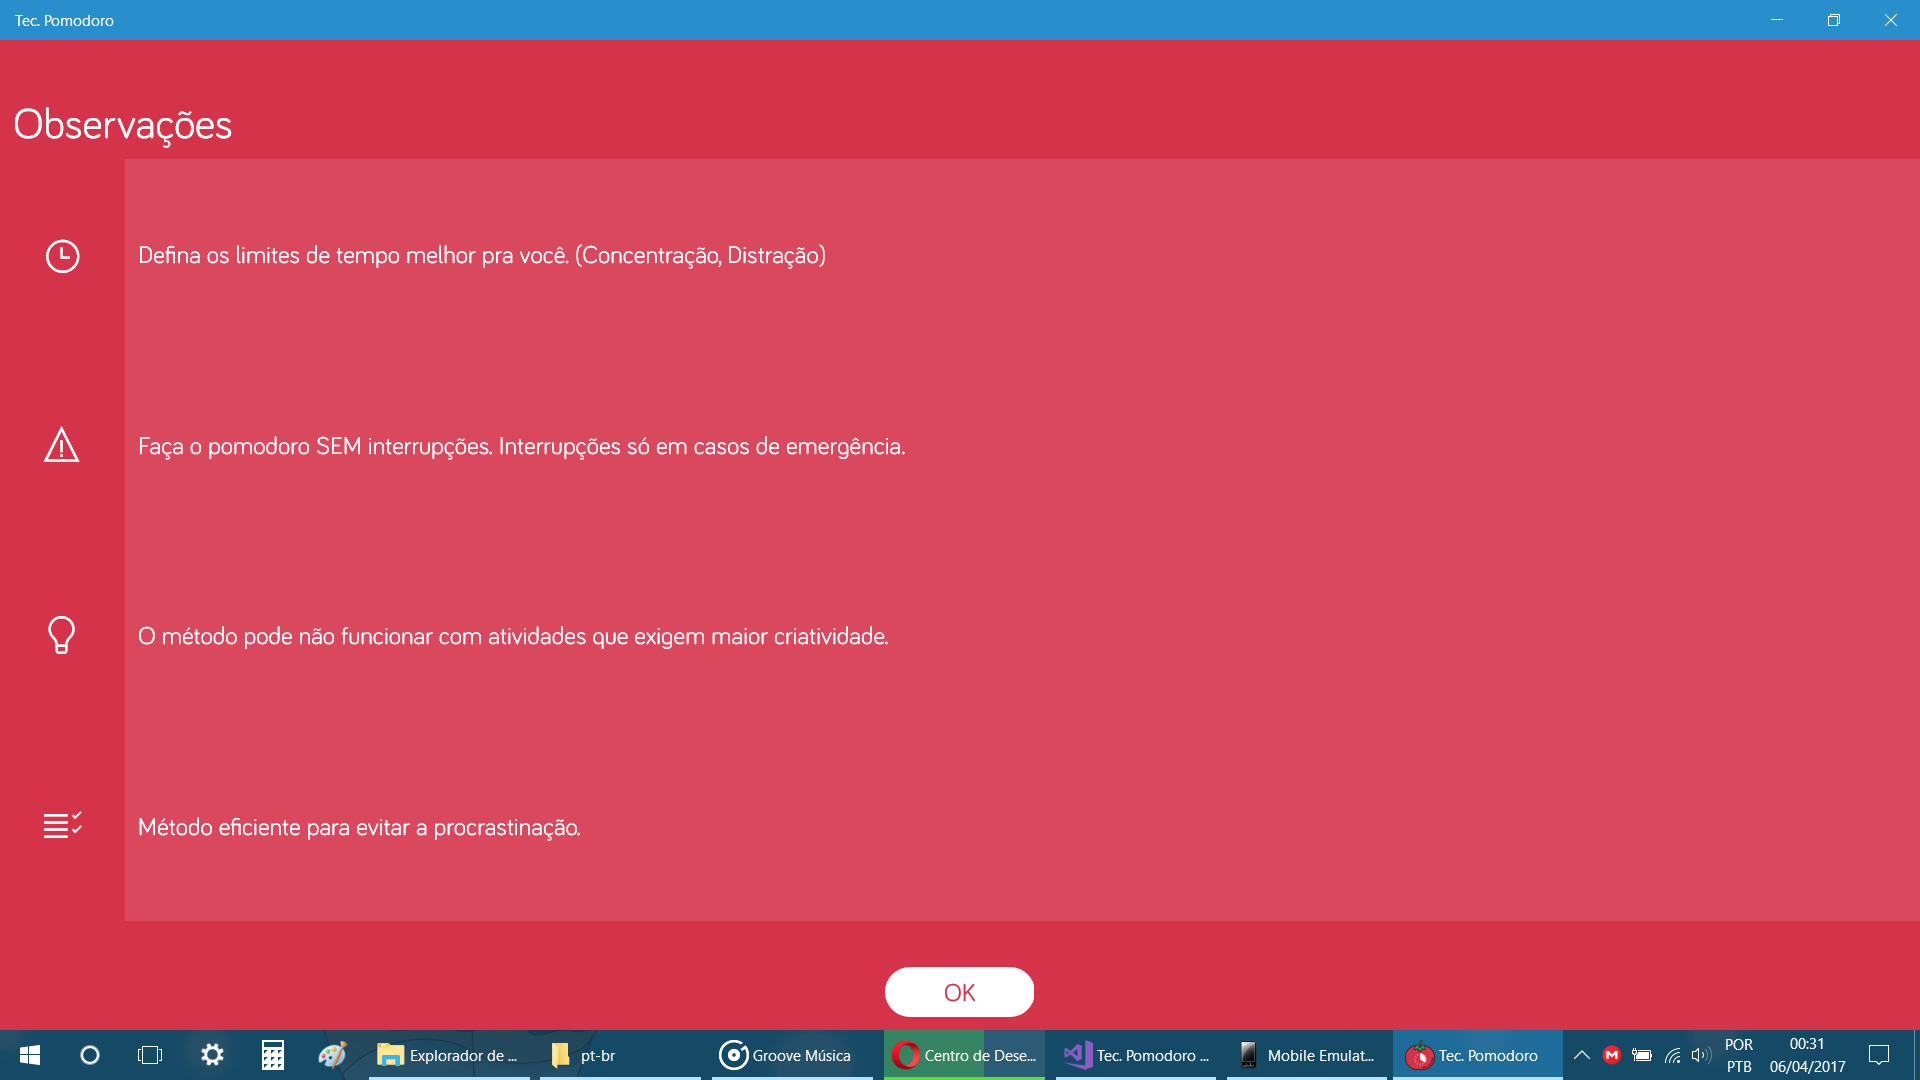 Tec. Pomodoro
Observações
Defina os limites de tempo melhor pra você. (Concentração, Distração)
Faça o pomodoro SEM interrupções. Interrupções só em casos de emergência.
O método pode não funcionar com atividades que exigem maior criatividade.
Método eficiente para evitar a procrastinação.
OK
Explorador de ...
pt-br
Groove Música
Centro de Dese...
Tec. Pomodoro ...
Mobile Emulat...
Tec. Pomodoro
M
POR
PTB
00:31
06/04/2017